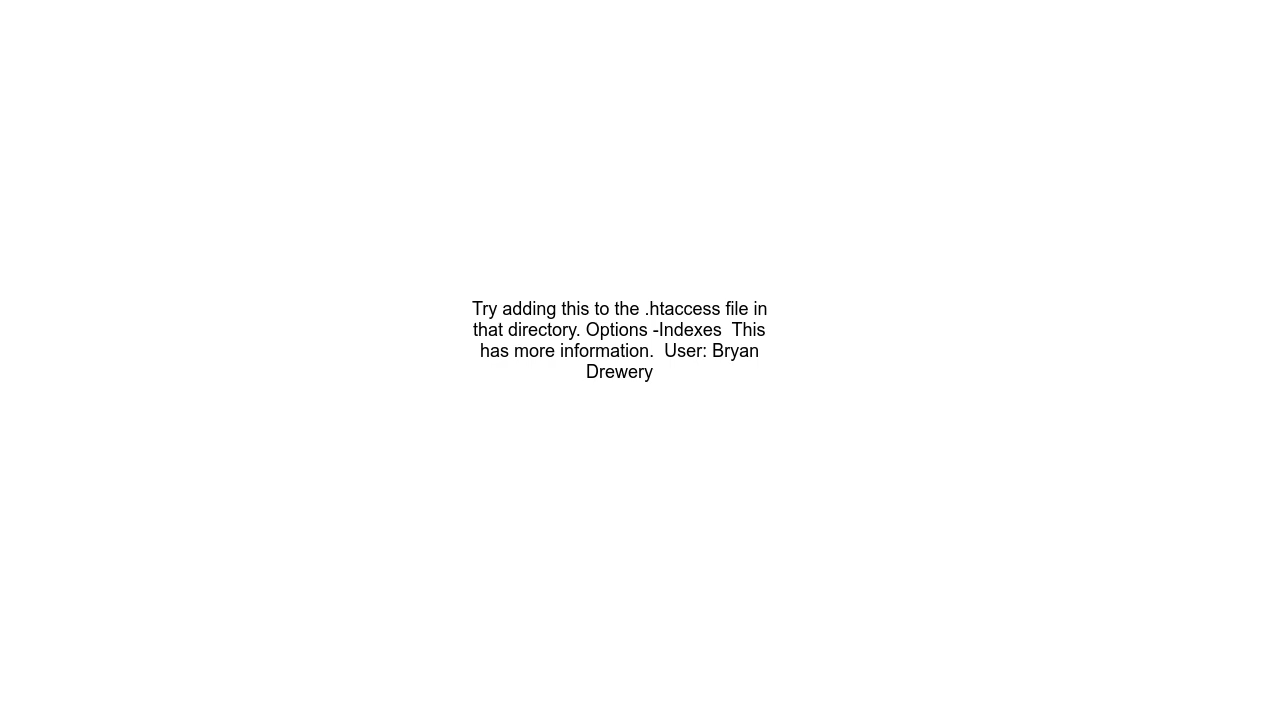 Try adding this to the .htaccess file in
that directory. Options -Indexes  This
has more information.  User: Bryan
Drewery